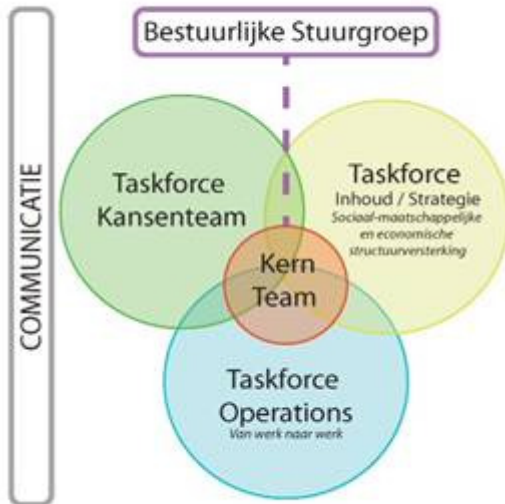 Bestuurlijke Stuurgroep
COMMUNICATIE
Taskforce
Kansenteam
Taskforce
Inhoud / Strategie
Sociaal-maatschappelijke
en economische
structuurversterking
Kern
Team
Taskforce
Operations
Van werk naar werk